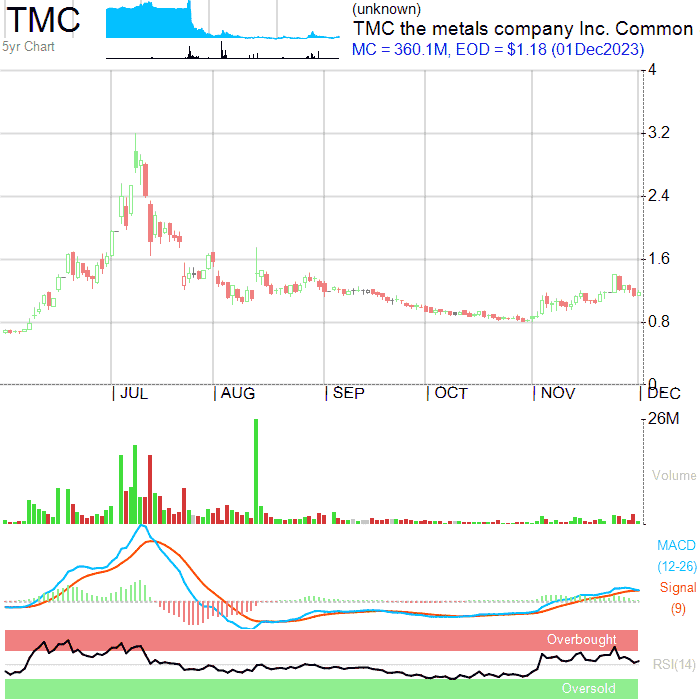 TMC
(unknown)
TMC the metals company Inc. Common
5yr Chart
MC = 360.1M, EOD = $1.18 (01Dec2023)
4
3.2
2.4
1.6
0.8
0
JUL AUG SEP OCT NOV DEC
26M
Volume
MACD
(12-26)
Signal
(9)
Overbought
RSI(14)
Oversold